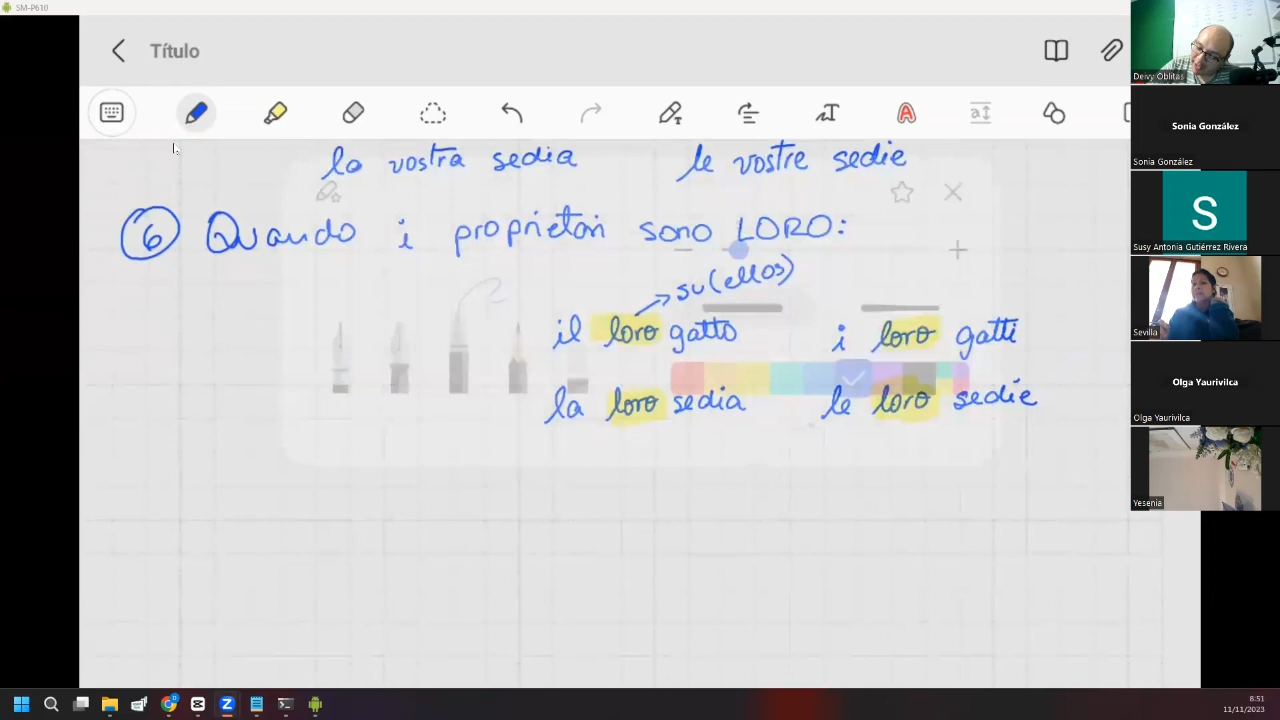 SM-P610
Título
la vostra sedia le vostre sedie
6 Quando i proprietari sono LORO:
su(ellos)
il loro gatto i loro gatti
la loro sedia le loro sedie
Deivy Oblitas
Sonia González
Sonia González
S
Susy Antonia Gutiérrez Rivera
Sevilla
Olga Yaurivilca
Olga Yaurivilca
Yesenia
8:51
11/11/2023